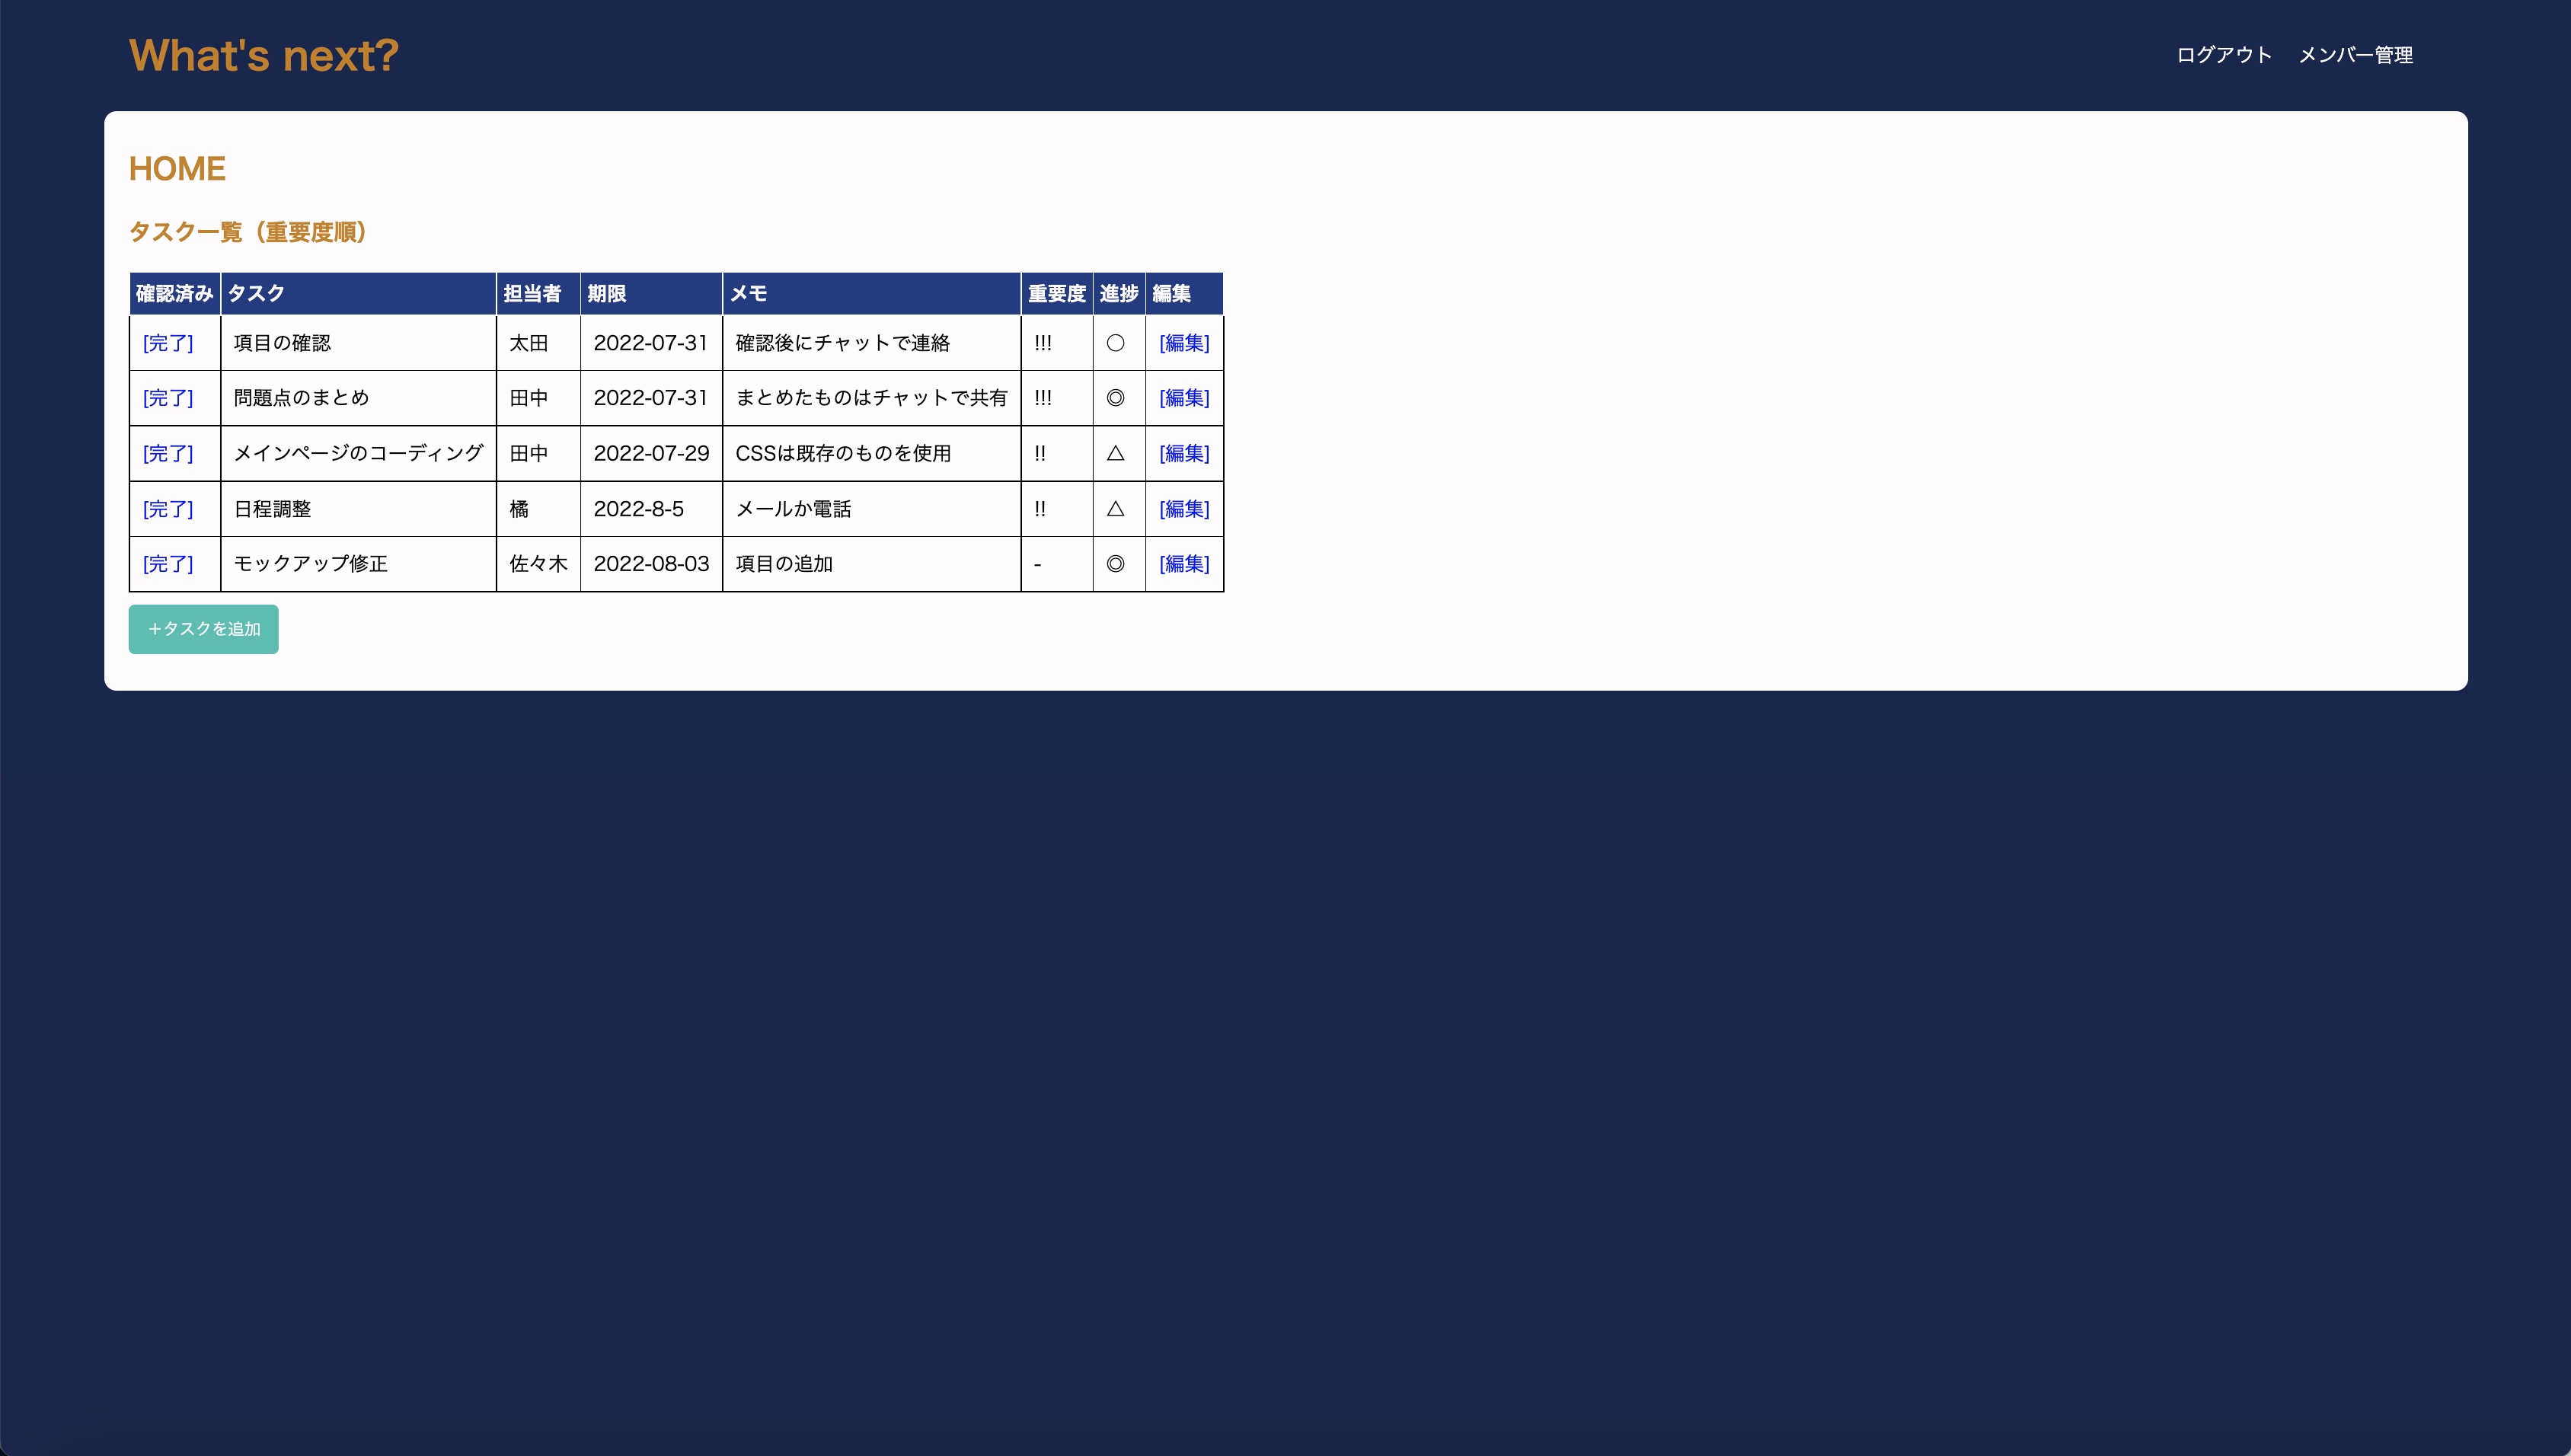 What's next?
ログアウト メンバー管理
HOME
タスク一覧（重要度順）
確認済み タスク 担当者 期限 メモ 重要度 進捗 編集
[完了] 項目の確認 太田 2022-07-31 確認後にチャットで連絡 !!! ○ [編集]
[完了] 問題点のまとめ 田中 2022-07-31 まとめたものはチャットで共有 !!! ◎ [編集]
[完了] メインページのコーディング 田中 2022-07-29 CSSは既存のものを使用 !! △ [編集]
[完了] 日程調整 橘 2022-8-5 メールか電話 !! △ [編集]
[完了] モックアップ修正 佐々木 2022-08-03 項目の追加 - ◎ [編集]
＋タスクを追加